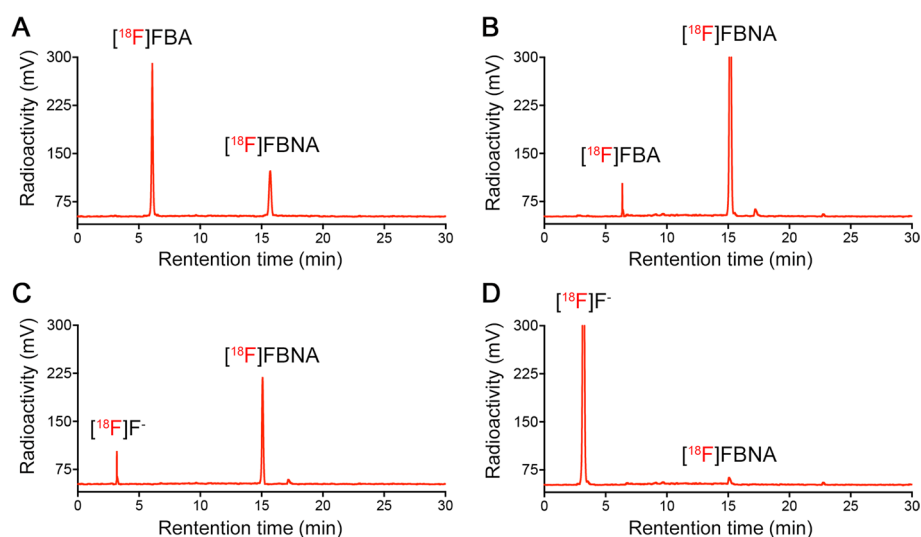 A
[¹⁸F]FBA
[¹⁸F]FBNA
Radioactivity (mV)
300
225
150
75
0 5 10 15 20 25 30
Rentention time (min)
B
[¹⁸F]FBNA
[¹⁸F]FBA
Radioactivity (mV)
300
225
150
75
0 5 10 15 20 25 30
Rentention time (min)
C
[¹⁸F]FBNA
[¹⁸F]F⁻
Radioactivity (mV)
300
225
150
75
0 5 10 15 20 25 30
Rentention time (min)
D
[¹⁸F]F⁻
[¹⁸F]FBNA
Radioactivity (mV)
300
225
150
75
0 5 10 15 20 25 30
Rentention time (min)